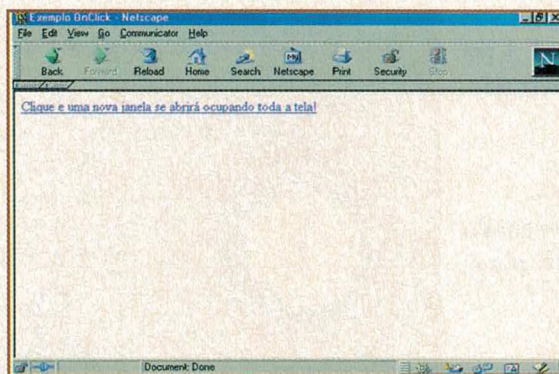 Exemplo OnClick - Netscape
File Edit View Go Communicator Help
Back Forward Reload Home Search Netscape Print Security Stop
N
Clique e uma nova janela se abrirá ocupando toda a tela!
Document: Done